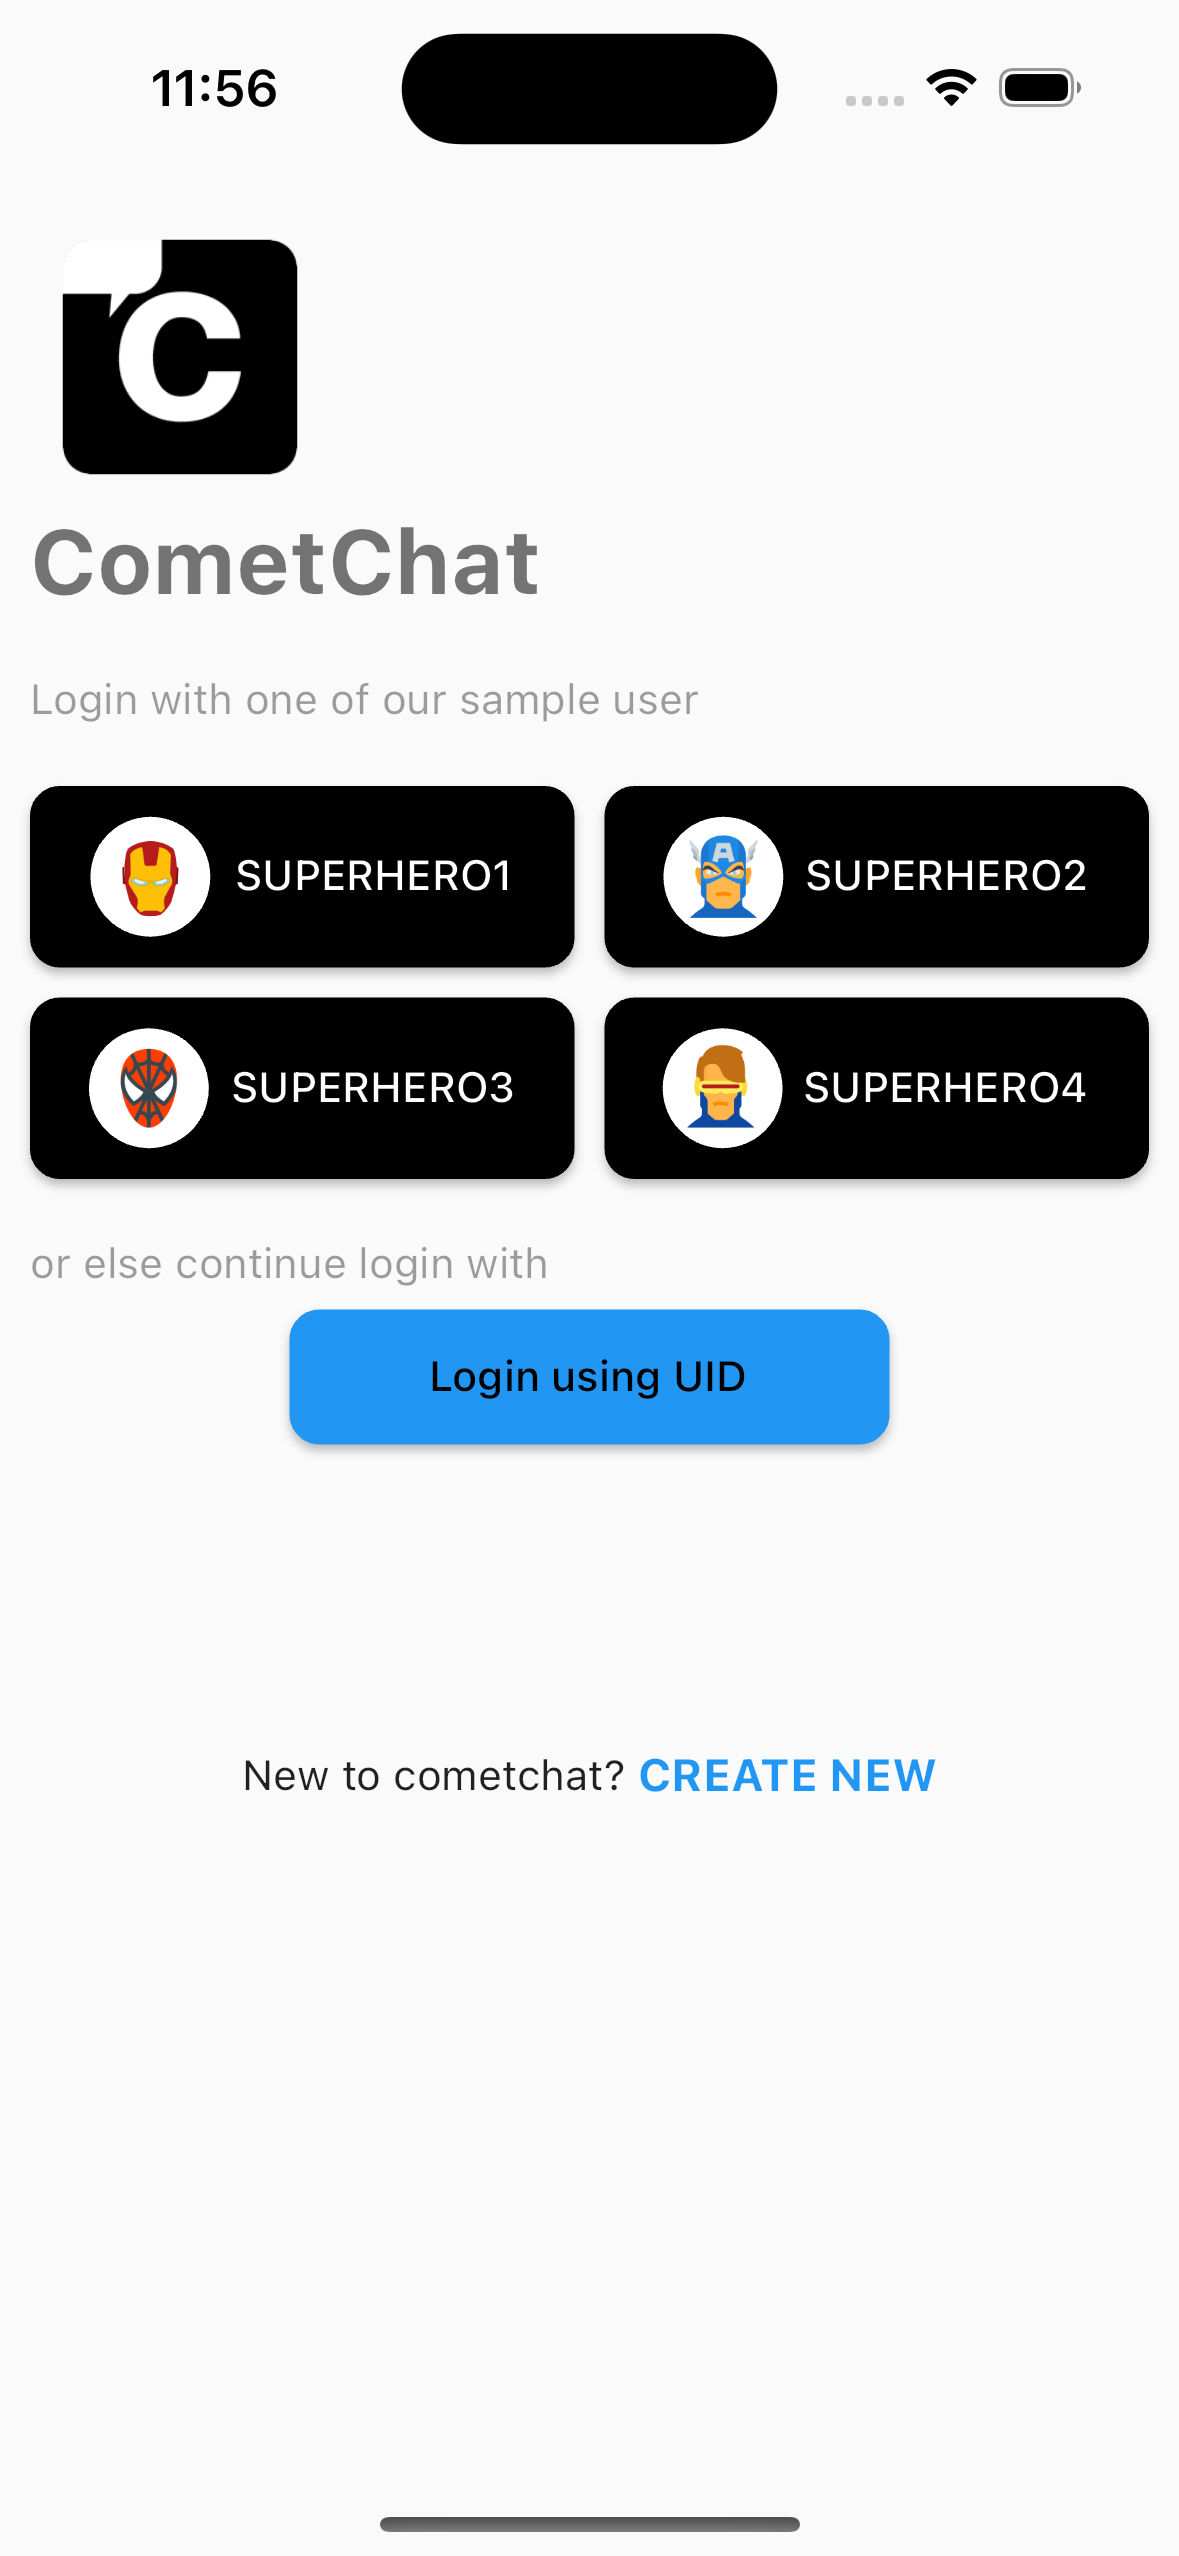 11:56
C
CometChat
Login with one of our sample user
SUPERHERO1
SUPERHERO2
SUPERHERO3
SUPERHERO4
or else continue login with
Login using UID
New to cometchat? CREATE NEW